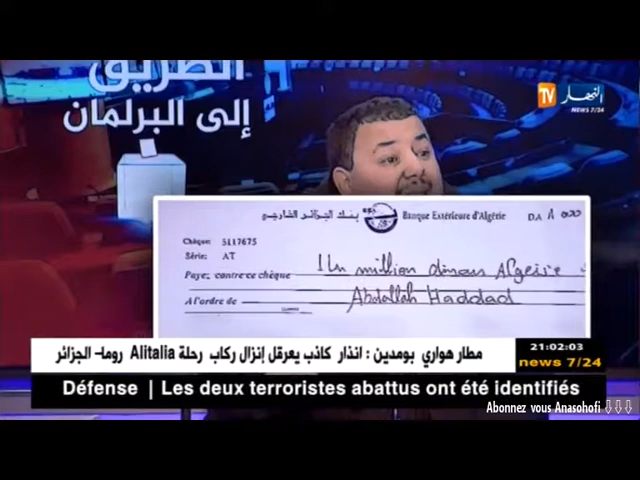 الطريق
إلى البرلمان
TV النهار
NEWS 7/24
بنك الجزائر الخارجي
Banque Extérieure d'Algérie
DA 1 000
Chèque: 5117675
Série: AT
Payez contre ce chèque Un million dinars Algerie
A l'ordre de Abdallah Haddad
مطار هواري بومدين : انذار كاذب يعرقل إنزال ركاب رحلة Alitalia روما– الجزائر
21:02:03
news 7/24
Défense | Les deux terroristes abattus ont été identifiés
Abonnez vous Anasohofi ⇩⇩⇩